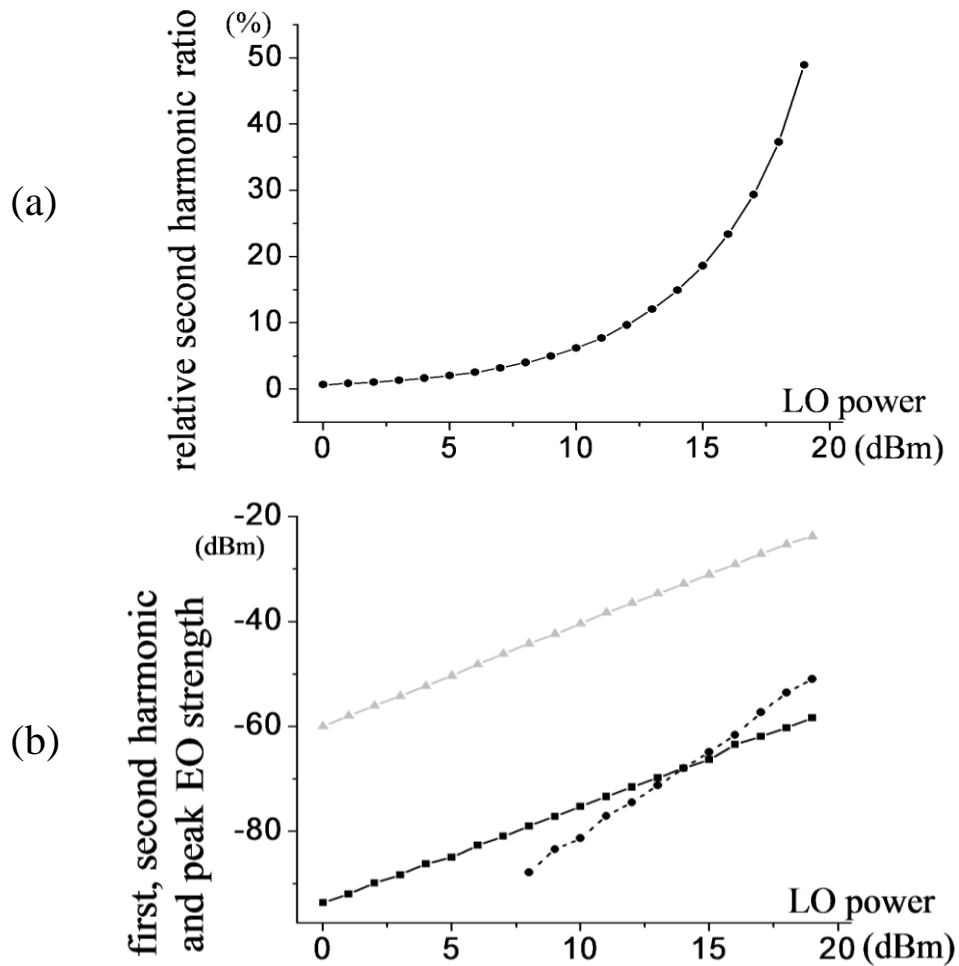 (%)
50
40
30
20
10
0
(a)
relative second harmonic ratio
LO power
0 5 10 15 20 (dBm)
-20
(dBm)
-40
-60
-80
(b)
first, second harmonic
and peak EO strength
LO power
0 5 10 15 20 (dBm)